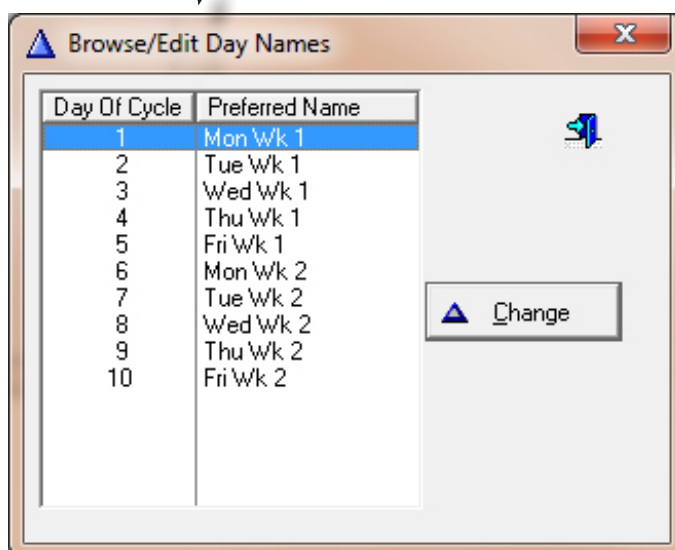 Browse/Edit Day Names
Day Of Cycle Preferred Name
1 Mon Wk 1
2 Tue Wk 1
3 Wed Wk 1
4 Thu Wk 1
5 Fri Wk 1
6 Mon Wk 2
7 Tue Wk 2
8 Wed Wk 2
9 Thu Wk 2
10 Fri Wk 2
Change